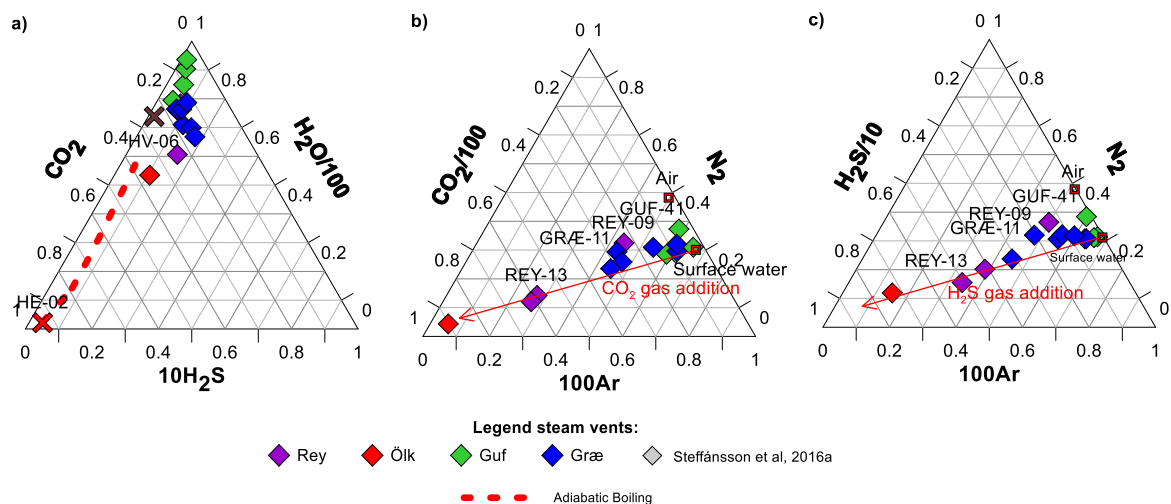 a)
0 1
0.2
0.8
CO2
H2O/100
0.4
0.6
HV-06
0.6
0.4
0.8
0.2
HE-02
1
0
0
0.2
0.4
0.6
0.8
1
10H2S
b)
0 1
0.2
0.8
CO2/100
N2
0.4
0.6
Air
GUF-41
0.6
0.4
REY-09
GRÆ-11
0.8
0.2
REY-13
Surface water
CO2 gas addition
1
0
0
0.2
0.4
0.6
0.8
1
100Ar
c)
0 1
0.2
0.8
H2S/10
N2
0.4
0.6
Air
GUF-41
0.6
0.4
REY-09
GRÆ-11
0.8
0.2
REY-13
Surface water
H2S gas addition
1
0
0
0.2
0.4
0.6
0.8
1
100Ar
Legend steam vents:
Rey
Ölk
Guf
Græ
Steffánsson et al, 2016a
Adiabatic Boiling